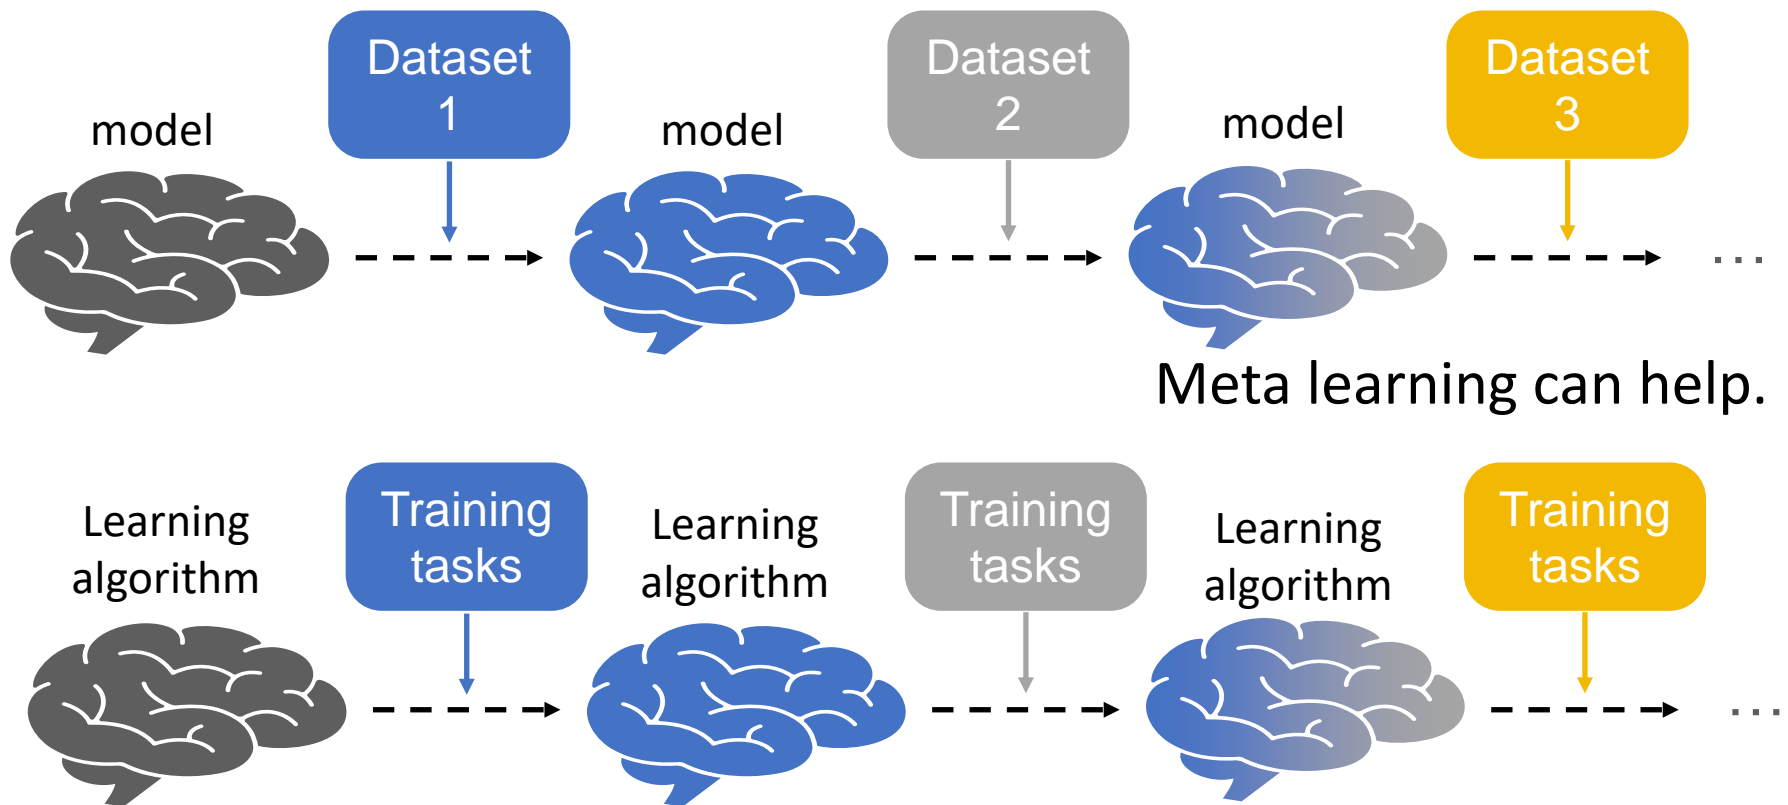 Dataset
1
Dataset
2
Dataset
3
model
model
model
...
Meta learning can help.
Training
tasks
Training
tasks
Training
tasks
Learning
algorithm
Learning
algorithm
Learning
algorithm
...